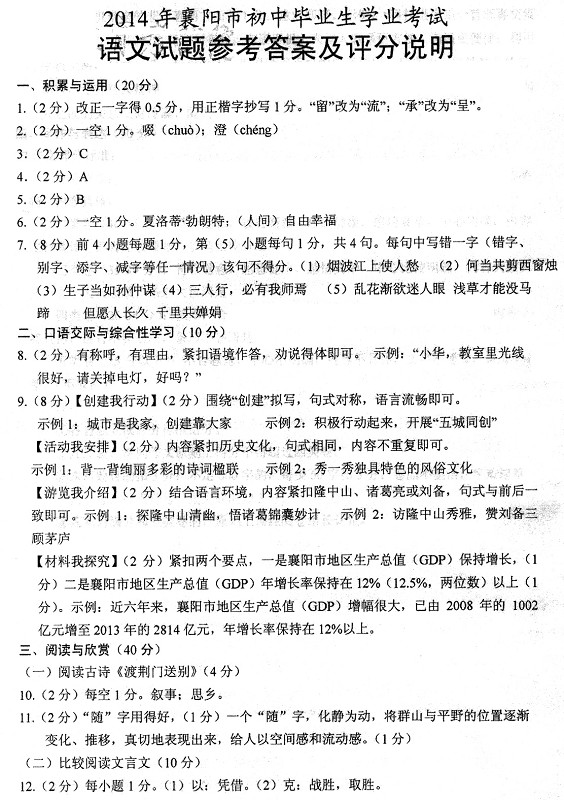 2014年襄阳市初中毕业生学业考试
语文试题参考答案及评分说明
一、积累与运用（20分）
1.（2分）改正一字得0.5分，用正楷字抄写1分。“留”改为“流”；“承”改为“呈”。
2.（2分）一空1分。啜（chuò）；澄（chéng）
3.（2分）C
4.（2分）A
5.（2分）B
6.（2分）一空1分。夏洛蒂·勃朗特；（人间）自由幸福
7.（8分）前4小题每题1分，第（5）小题每句1分，共4句。每句中写错一字（错字、
别字、添字、减字等任一情况）该句不得分。（1）烟波江上使人愁 （2）何当共剪西窗烛
（3）生子当如孙仲谋（4）三人行，必有我师焉 （5）乱花渐欲迷人眼 浅草才能没马
蹄 但愿人长久 千里共婵娟
二、口语交际与综合性学习（10分）
8.（2分）有称呼，有理由，紧扣语境作答，劝说得体即可。 示例：“小华，教室里光线
很好，请关掉电灯，好吗？”
9.（8分）【创建我行动】（2分）围绕“创建”拟写，句式对称，语言流畅即可。
示例1：城市是我家，创建靠大家 示例2：积极行动起来，开展“五城同创”
【活动我安排】（2分）内容紧扣历史文化，句式相同，内容不重复即可。
示例1：背一背绚丽多彩的诗词楹联 示例2：秀一秀独具特色的风俗文化
【游览我介绍】（2分）结合语言环境，内容紧扣隆中山、诸葛亮或刘备，句式与前后一
致即可。示例1：探隆中山清幽，悟诸葛锦囊妙计 示例2：访隆中山秀雅，赞刘备三
顾茅庐
【材料我探究】（2分）紧扣两个要点，一是襄阳市地区生产总值（GDP）保持增长，（1
分）二是襄阳市地区生产总值（GDP）年增长率保持在12%（12.5%，两位数）以上（1
分）。示例：近六年来，襄阳市地区生产总值（GDP）增幅很大，已由2008年的1002
亿元增至2013年的2814亿元，年增长率保持在12%以上。
三、阅读与欣赏（40分）
（一）阅读古诗《渡荆门送别》（4分）
10.（2分）每空1分。叙事；思乡。
11.（2分）“随”字用得好，（1分）一个“随”字，化静为动，将群山与平野的位置逐渐
变化、推移，真切地表现出来，给人以空间感和流动感。（1分）
（二）比较阅读文言文（10分）
12.（2分）每小题1分。（1）以：凭借。（2）克：战胜，取胜。